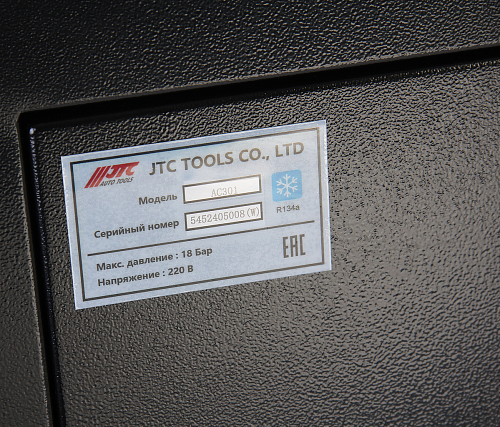 JTC
AUTO TOOLS
JTC TOOLS CO., LTD
Модель AC301
Серийный номер 5452405008(W)
R134a
Макс. давление : 18 Бар
Напряжение : 220 В
EAC